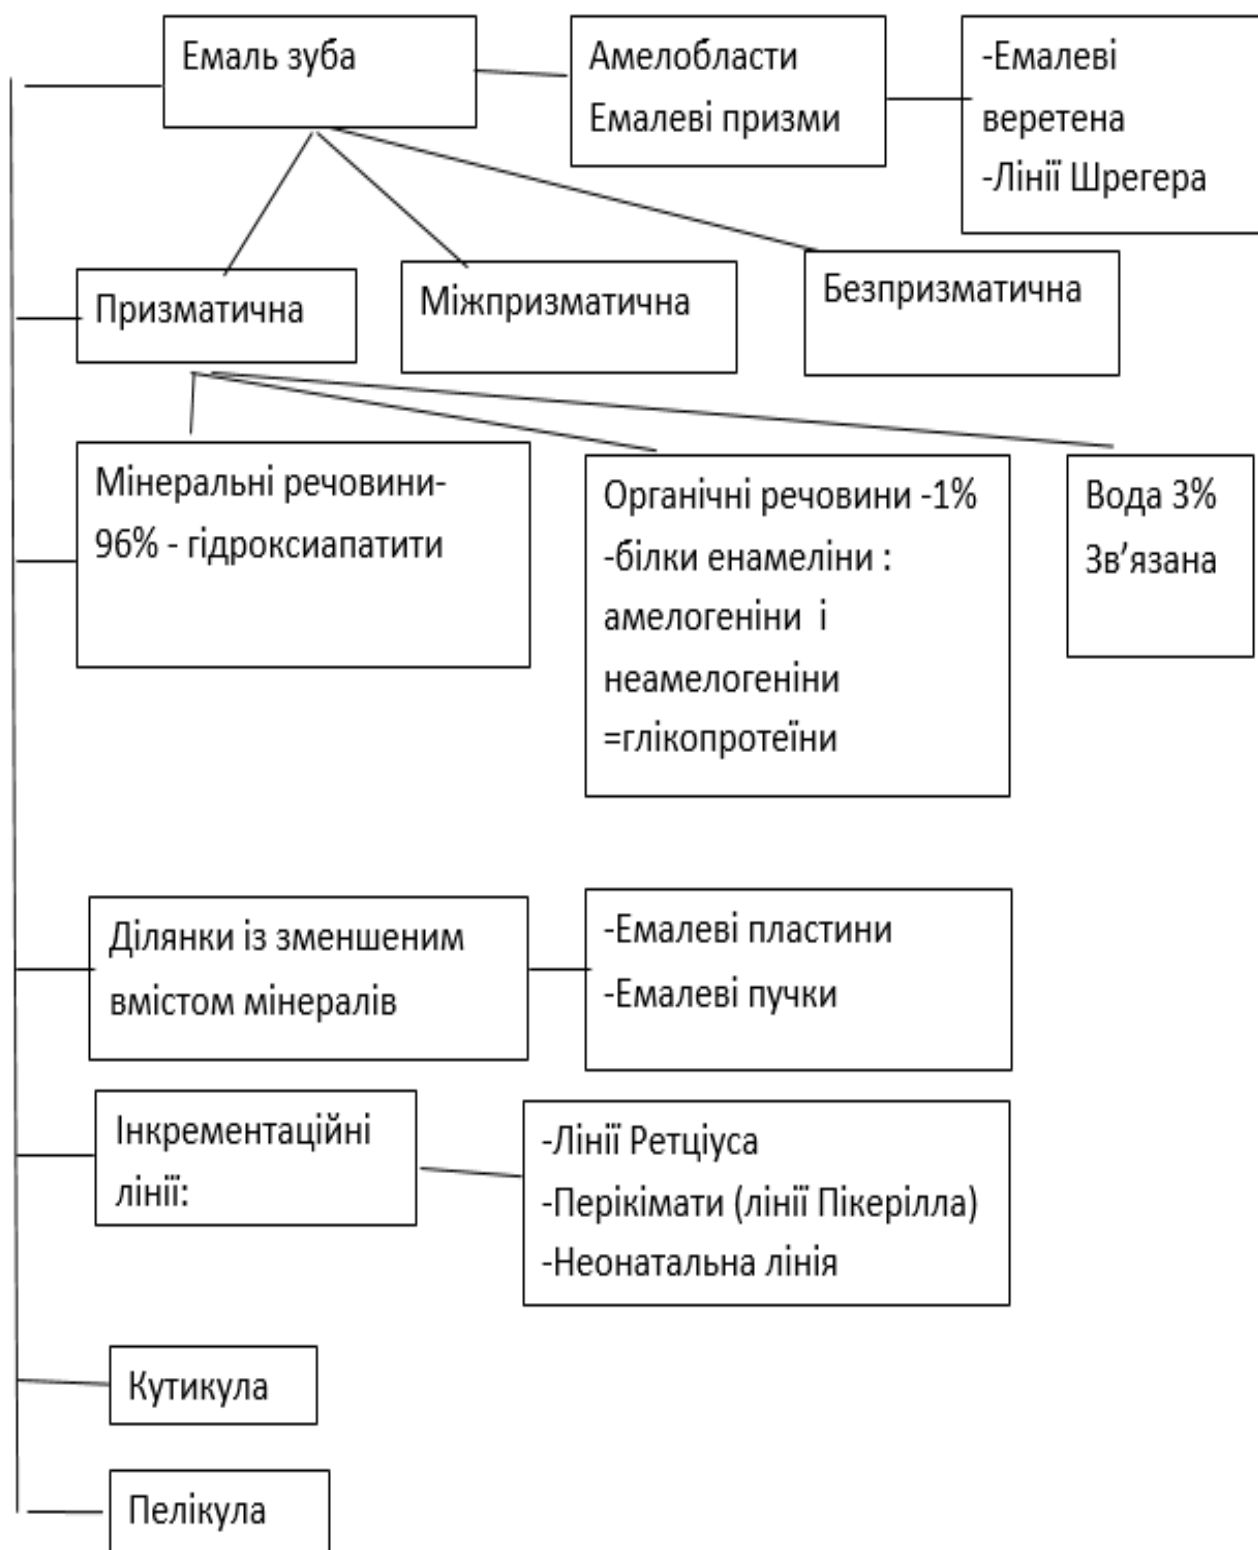 Емаль зуба
Амелобласти
Емалеві призми
-Емалеві
веретена
-Лінії Шрегера
Призматична
Міжпризматична
Безпризматична
Мінеральні речовини-
96% - гідроксиапатити
Органічні речовини -1%
-білки енамеліни :
амелогеніни і
неамелогеніни
=глікопротеїни
Вода 3%
Зв’язана
Ділянки із зменшеним
вмістом мінералів
-Емалеві пластини
-Емалеві пучки
Інкрементаційні
лінії:
-Лінії Ретціуса
-Перікімати (лінії Пікерілла)
-Неонатальна лінія
Кутикула
Пелікула